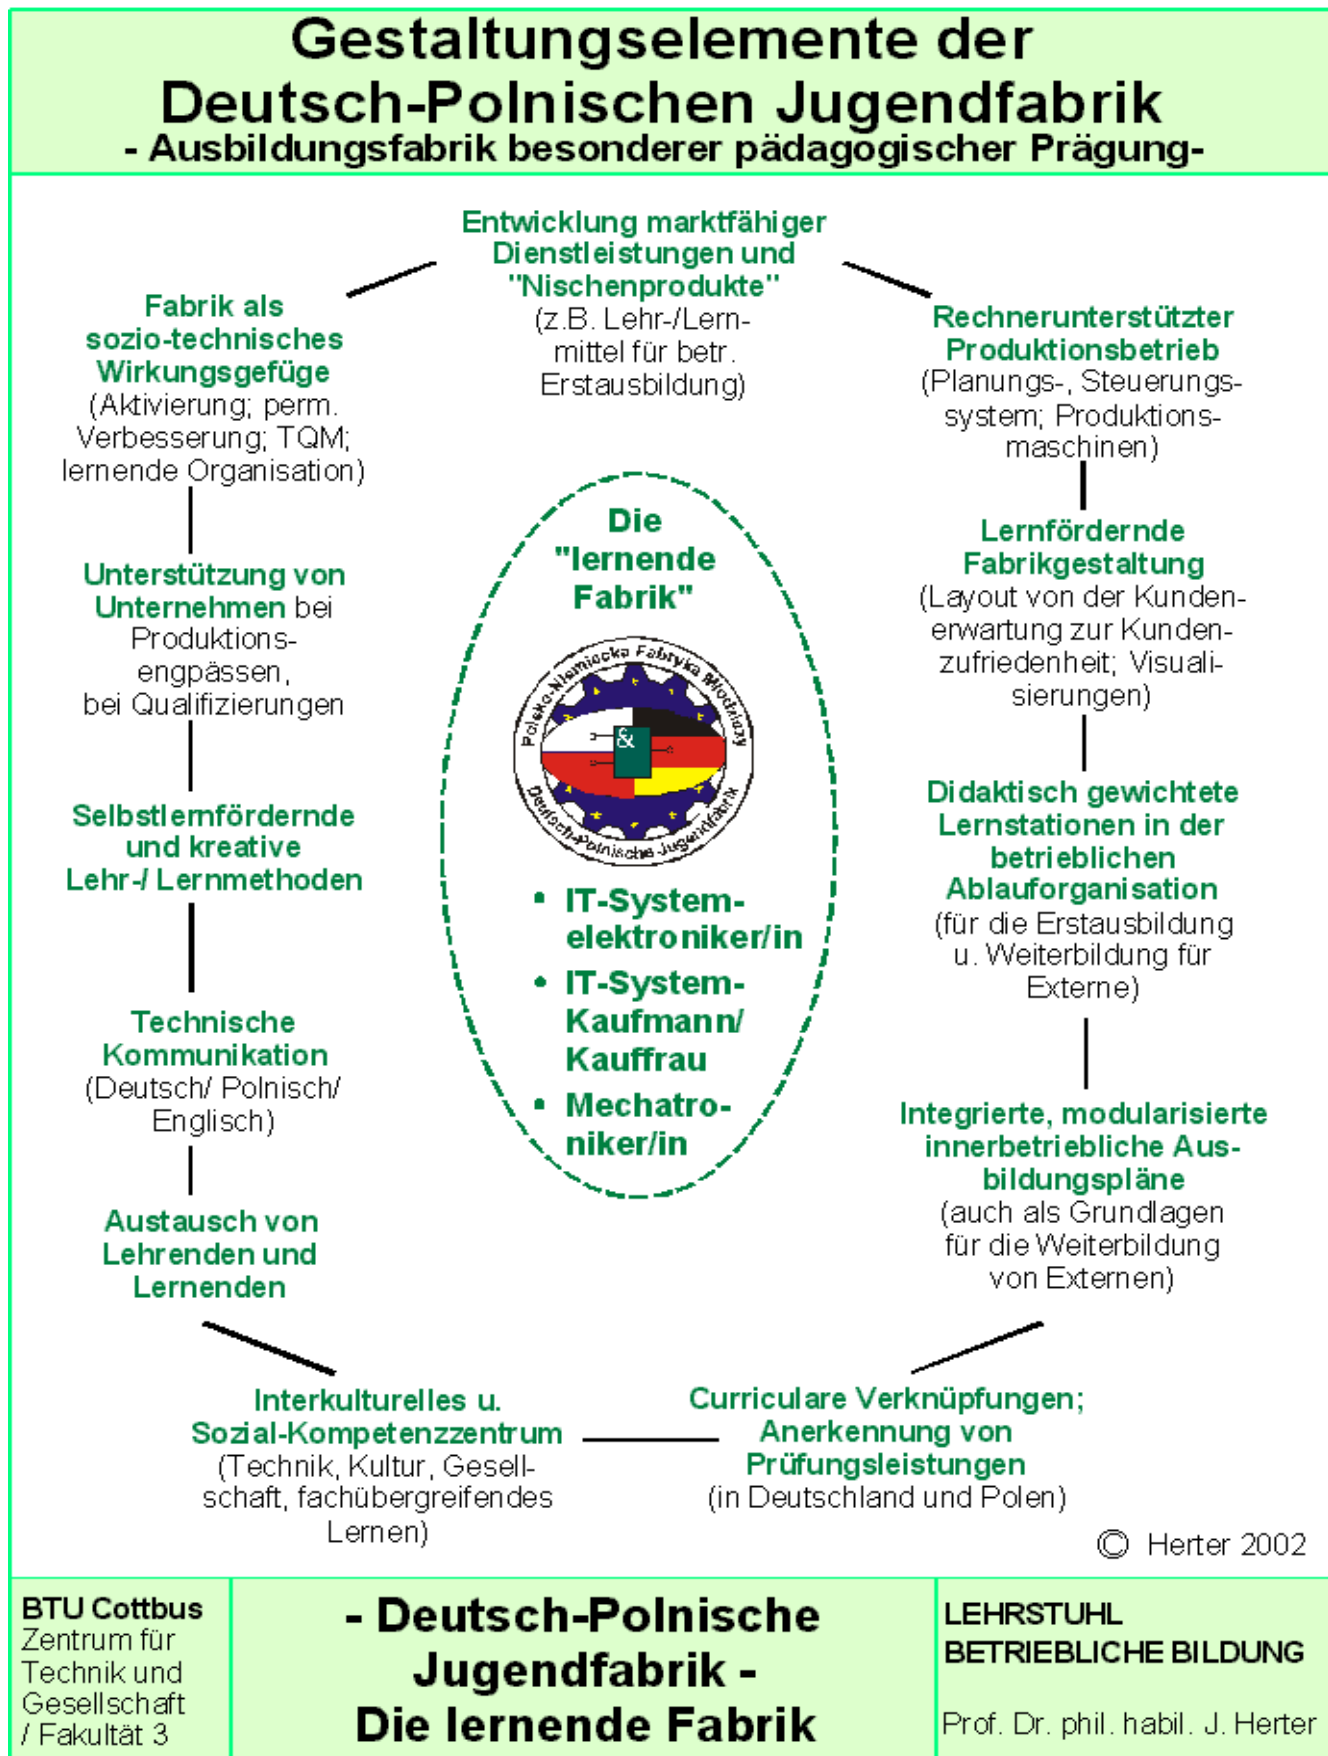 Gestaltungselemente der
Deutsch-Polnischen Jugendfabrik
- Ausbildungsfabrik besonderer pädagogischer Prägung-
Entwicklung marktfähiger
Dienstleistungen und
"Nischenprodukte"
(z.B. Lehr-/Lern-
mittel für betr.
Erstausbildung)
Rechnerunterstützter
Produktionsbetrieb
(Planungs-, Steuerungs-
system; Produktions-
maschinen)
Lernfördernde
Fabrikgestaltung
(Layout von der Kunden-
erwartung zur Kunden-
zufriedenheit; Visuali-
sierungen)
Didaktisch gewichtete
Lernstationen in der
betrieblichen
Ablauforganisation
(für die Erstausbildung
u. Weiterbildung für
Externe)
Integrierte, modularisierte
innerbetriebliche Aus-
bildungspläne
(auch als Grundlagen
für die Weiterbildung
von Externen)
Curriculare Verknüpfungen;
Anerkennung von
Prüfungsleistungen
(in Deutschland und Polen)
Interkulturelles u.
Sozial-Kompetenzzentrum
(Technik, Kultur, Gesell-
schaft, fachübergreifendes
Lernen)
Austausch von
Lehrenden und
Lernenden
Technische
Kommunikation
(Deutsch/ Polnisch/
Englisch)
Selbstlernfördernde
und kreative
Lehr-/ Lernmethoden
Unterstützung von
Unternehmen bei
Produktions-
engpässen,
bei Qualifizierungen
Fabrik als
sozio-technisches
Wirkungsgefüge
(Aktivierung; perm.
Verbesserung; TQM;
lernende Organisation)
Die
"lernende
Fabrik"
Polsko-Niemiecka Fabryka Młodzieży
&
Deutsch-Polnische Jugendfabrik
• IT-System-
elektroniker/in
• IT-System-
Kaufmann/
Kauffrau
• Mechatro-
niker/in
© Herter 2002
BTU Cottbus
Zentrum für
Technik und
Gesellschaft
/ Fakultät 3
- Deutsch-Polnische
Jugendfabrik -
Die lernende Fabrik
LEHRSTUHL
BETRIEBLICHE BILDUNG
Prof. Dr. phil. habil. J. Herter